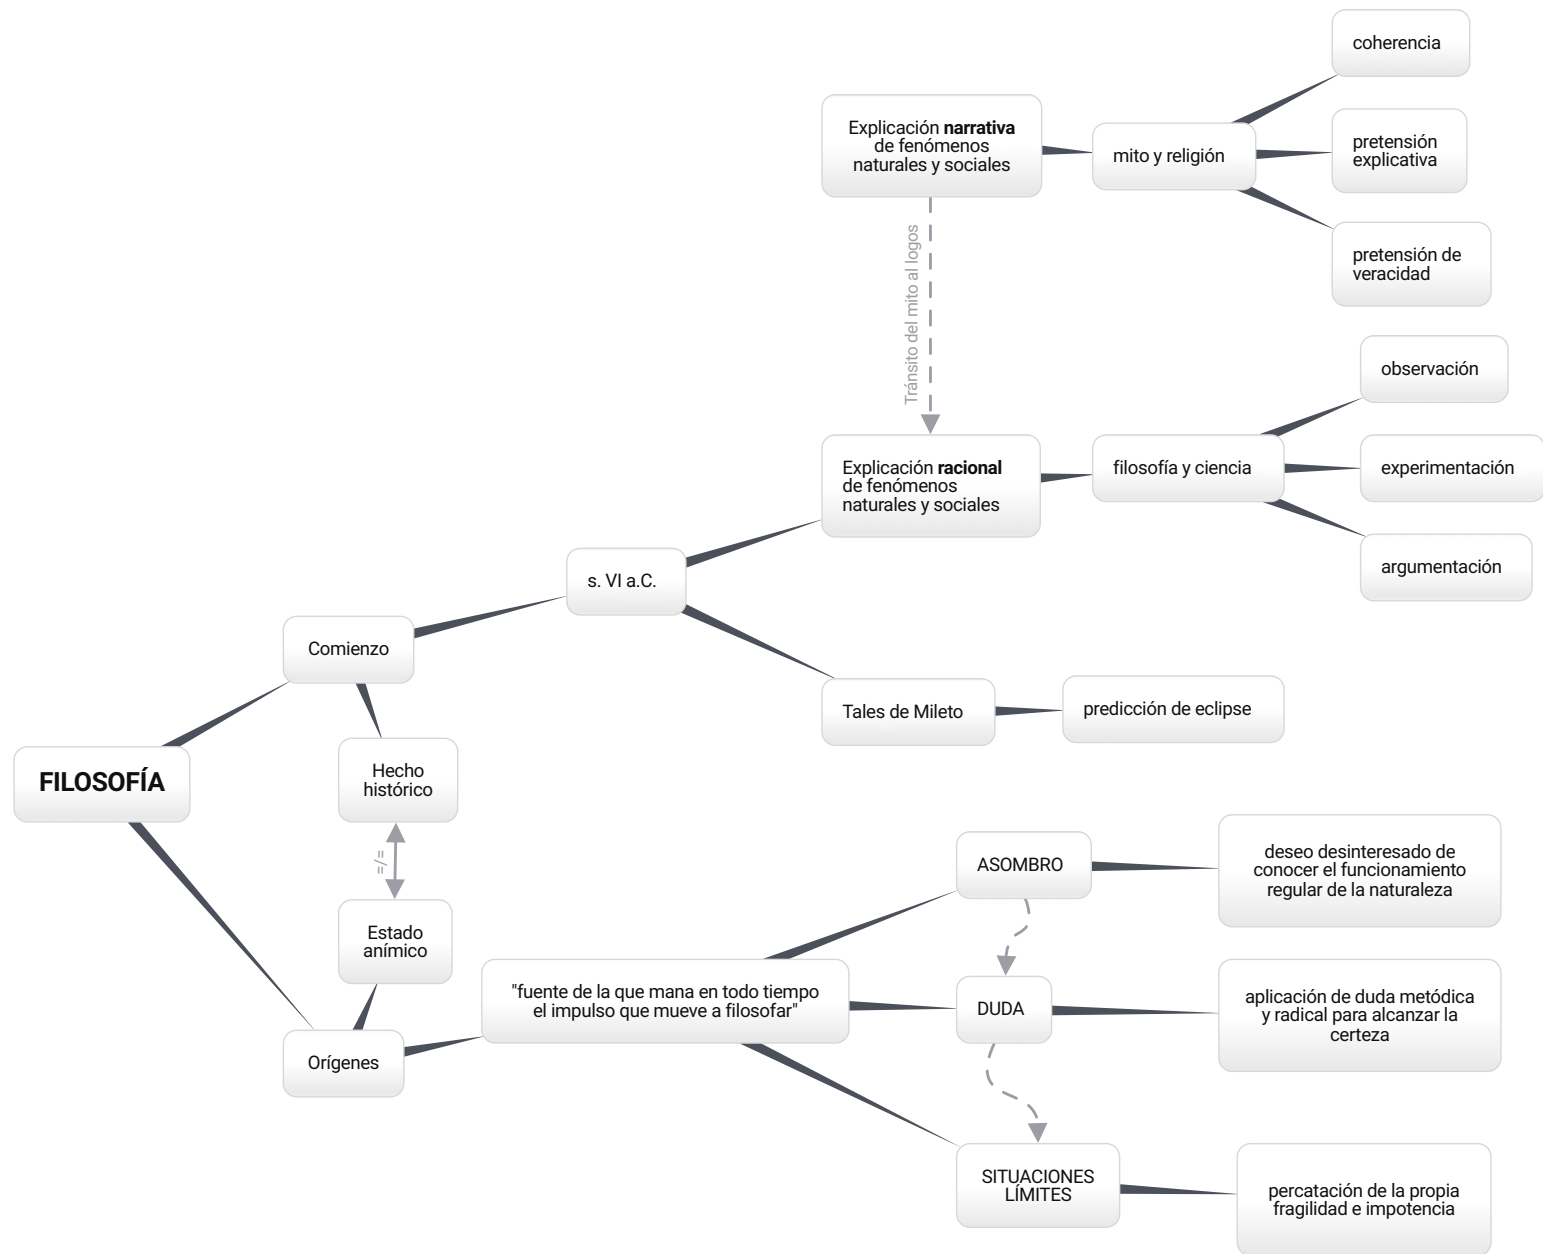 coherencia
Explicación narrativa
de fenómenos
naturales y sociales
mito y religión
pretensión
explicativa
pretensión de
veracidad
Tránsito del mito al logos
observación
Explicación racional
de fenómenos
naturales y sociales
filosofía y ciencia
experimentación
argumentación
s. VI a.C.
Comienzo
Tales de Mileto
predicción de eclipse
FILOSOFÍA
Hecho
histórico
=/=
Estado
anímico
Orígenes
"fuente de la que mana en todo tiempo
el impulso que mueve a filosofar"
ASOMBRO
deseo desinteresado de
conocer el funcionamiento
regular de la naturaleza
DUDA
aplicación de duda metódica
y radical para alcanzar la
certeza
SITUACIONES
LÍMITES
percatación de la propia
fragilidad e impotencia